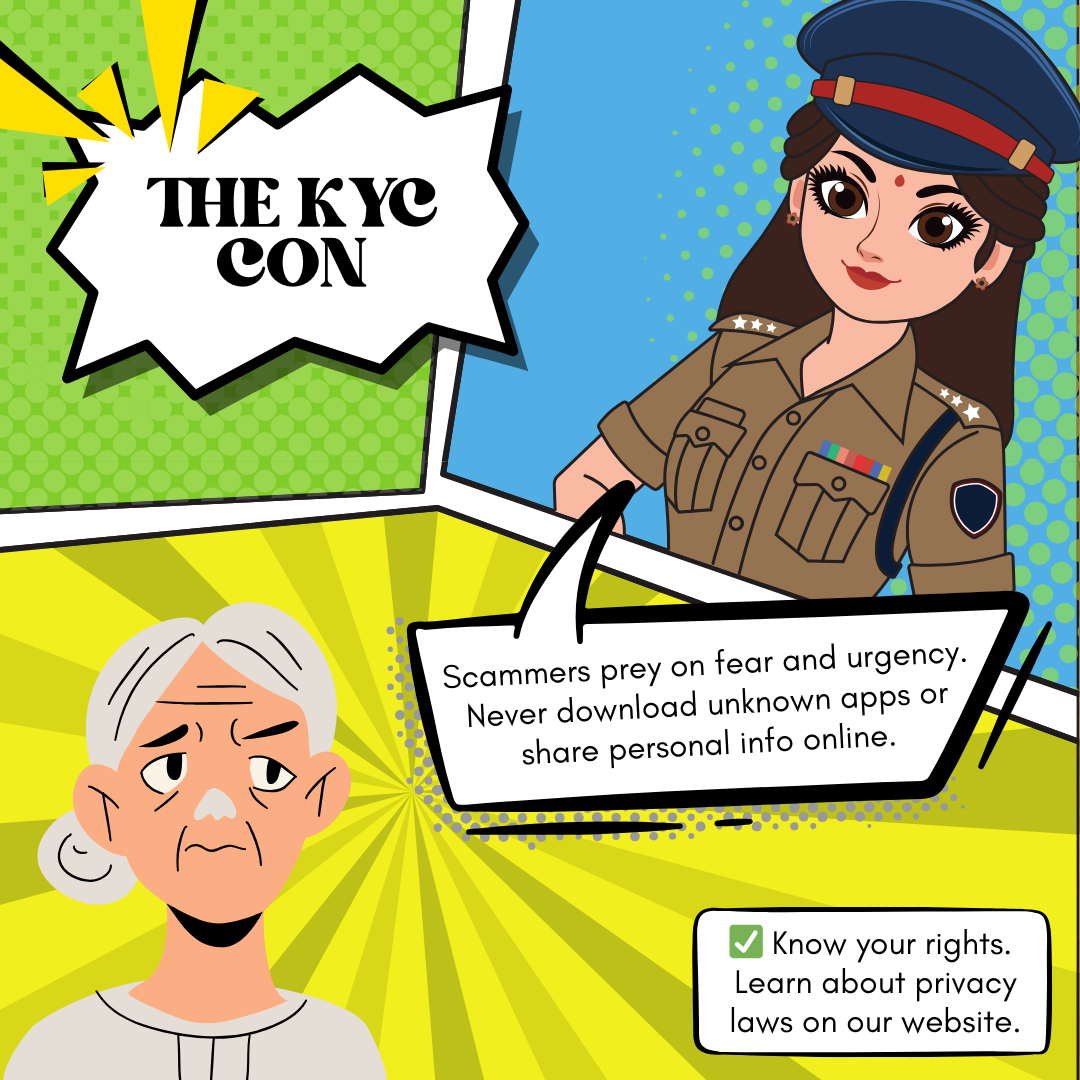 THE KYC
CON
Scammers prey on fear and urgency.
Never download unknown apps or
share personal info online.
✅ Know your rights.
Learn about privacy
laws on our website.